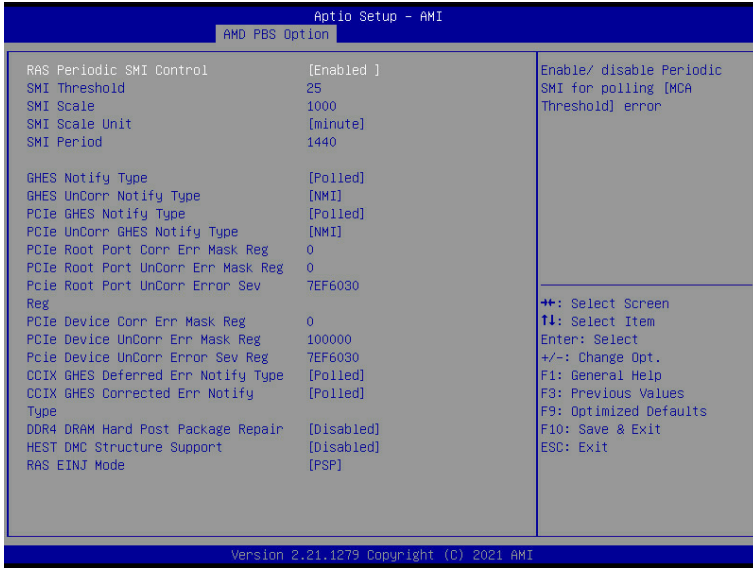 Aptio Setup - AMI
AMD PBS Option
RAS Periodic SMI Control [Enabled ]
SMI Threshold 25
SMI Scale 1000
SMI Scale Unit [minute]
SMI Period 1440
GHES Notify Type [Polled]
GHES UnCorr Notify Type [NMI]
PCIe GHES Notify Type [Polled]
PCIe UnCorr GHES Notify Type [NMI]
PCIe Root Port Corr Err Mask Reg 0
PCIe Root Port UnCorr Err Mask Reg 0
Pcie Root Port UnCorr Error Sev 7EF6030
Reg
PCIe Device Corr Err Mask Reg 0
PCIe Device UnCorr Err Mask Reg 100000
Pcie Device UnCorr Error Sev Reg 7EF6030
CCIX GHES Deferred Err Notify Type [Polled]
CCIX GHES Corrected Err Notify [Polled]
Type
DDR4 DRAM Hard Post Package Repair [Disabled]
HEST DMC Structure Support [Disabled]
RAS EINJ Mode [PSP]
Enable/ disable Periodic
SMI for polling [MCA
Threshold] error
→←: Select Screen
↑↓: Select Item
Enter: Select
+/-: Change Opt.
F1: General Help
F3: Previous Values
F9: Optimized Defaults
F10: Save & Exit
ESC: Exit
Version 2.21.1279 Copyright (C) 2021 AMI